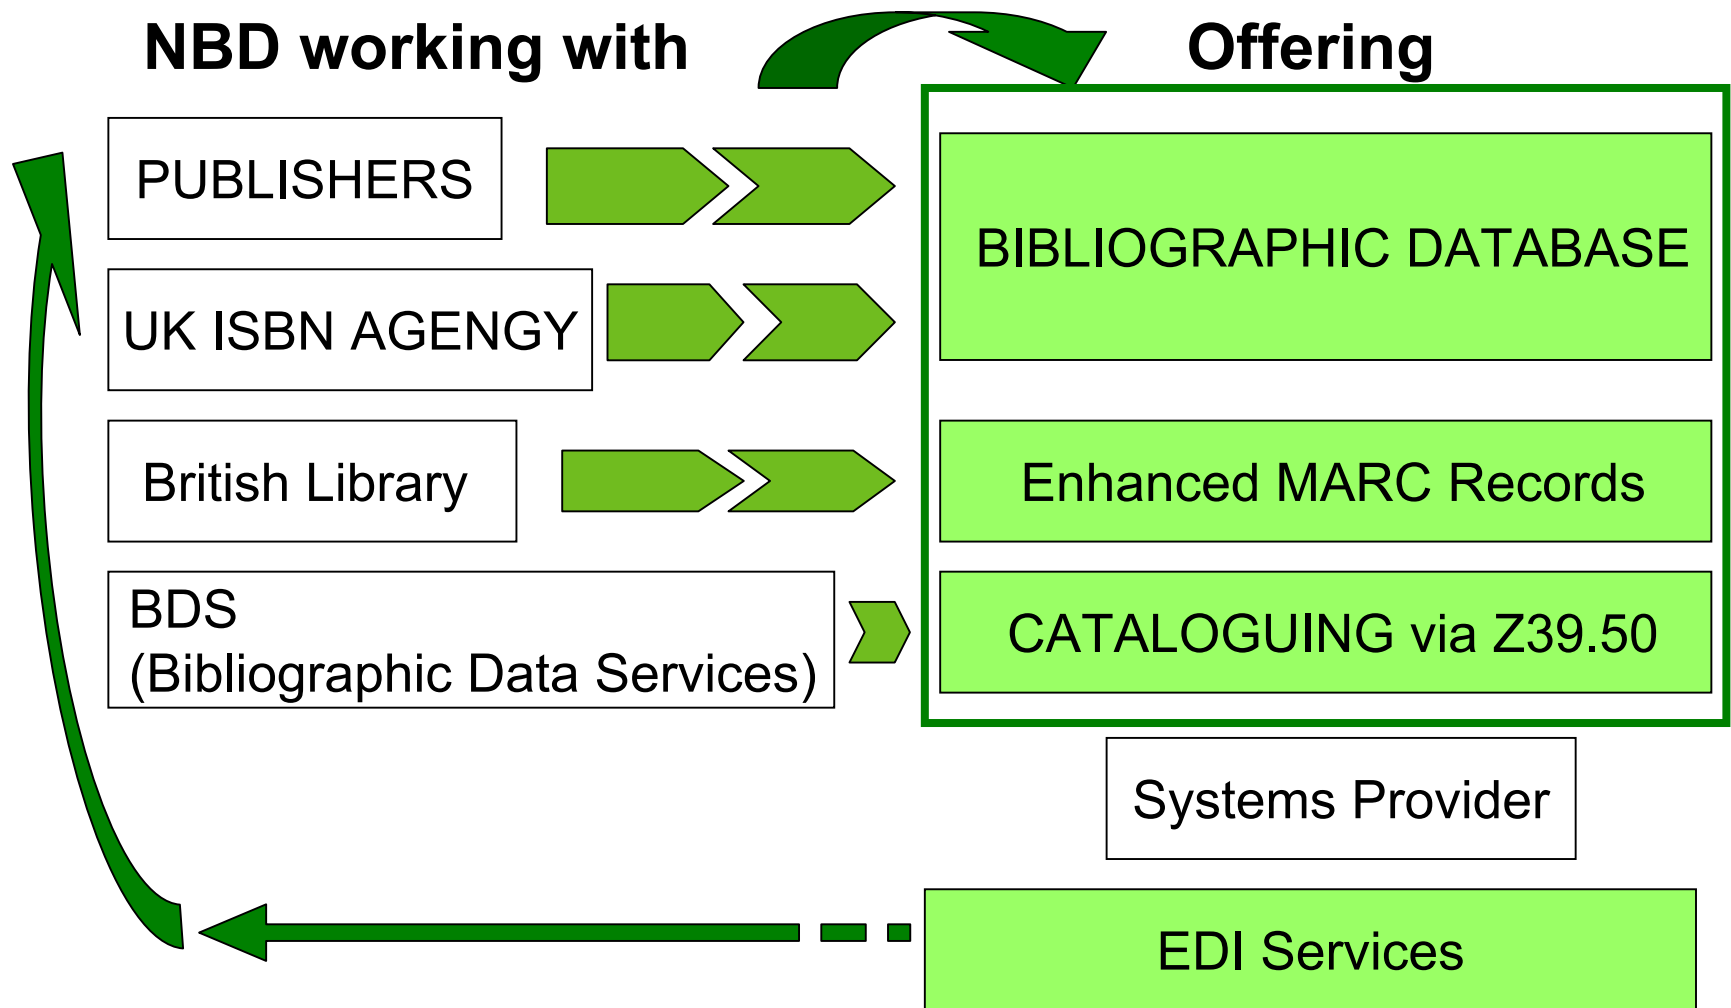 NBD working with
Offering
PUBLISHERS
BIBLIOGRAPHIC DATABASE
UK ISBN AGENGY
British Library
Enhanced MARC Records
BDS
(Bibliographic Data Services)
CATALOGUING via Z39.50
Systems Provider
EDI Services